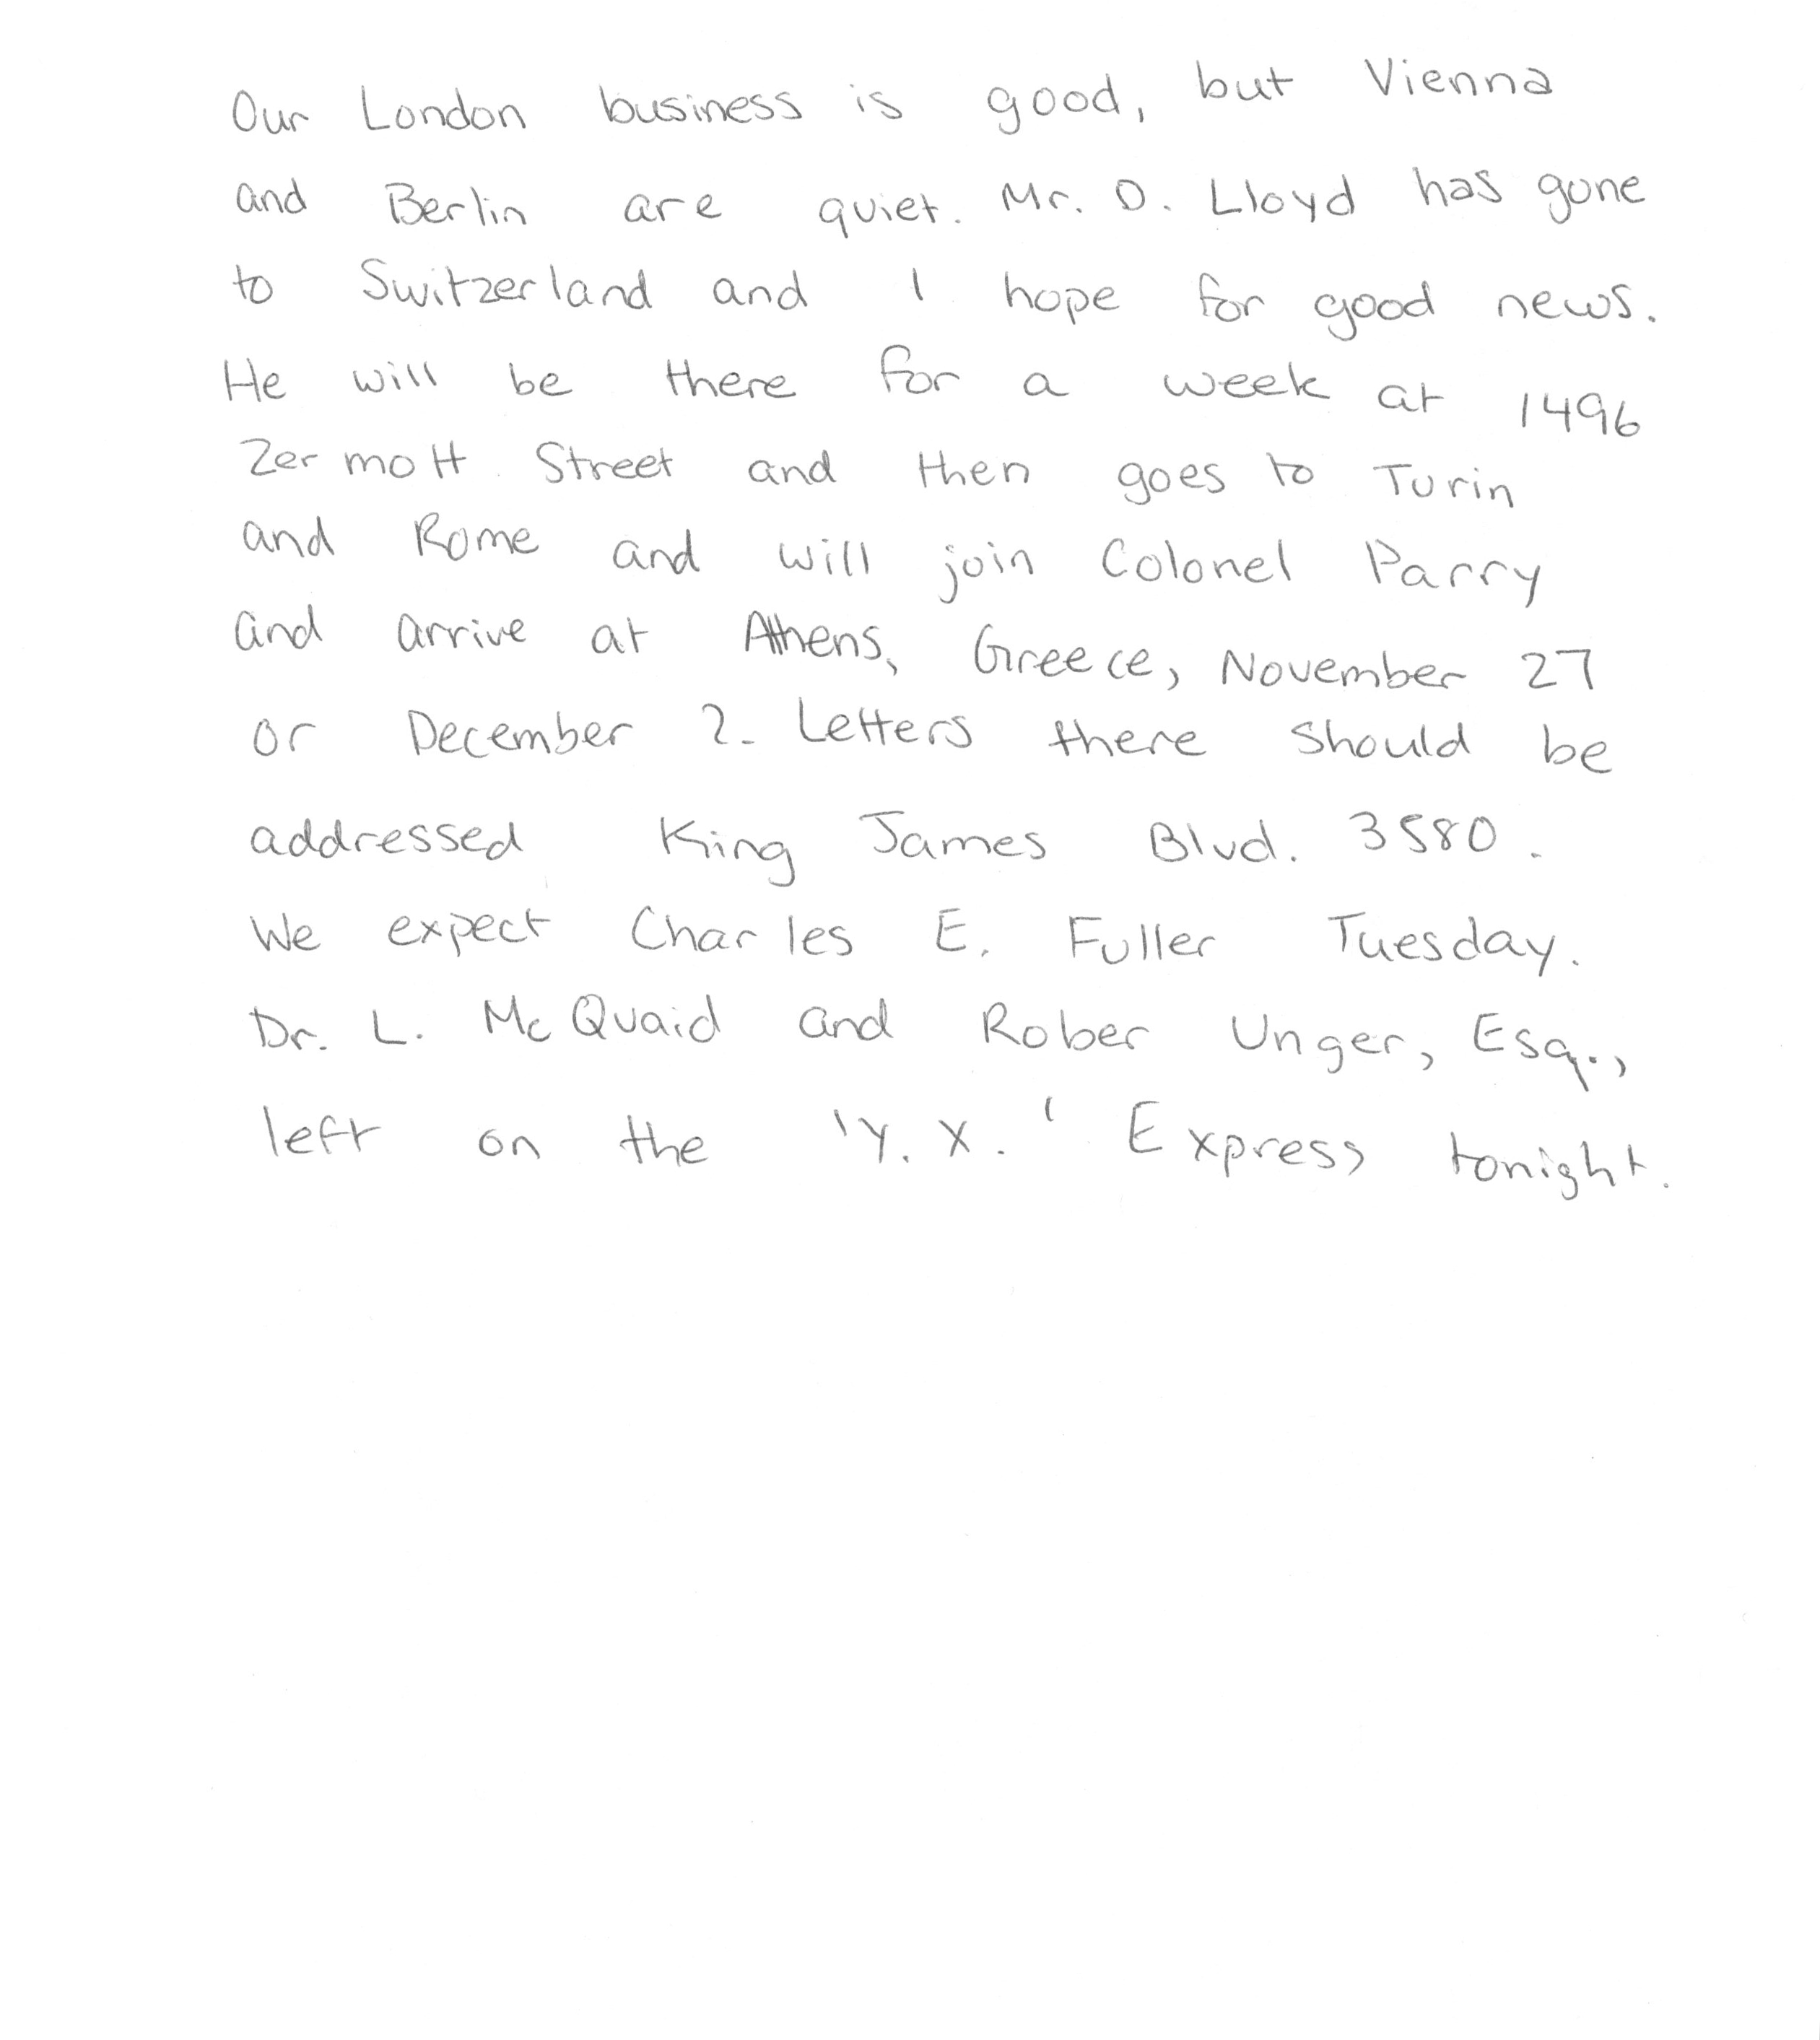 Our London business is good, but Vienna
and Berlin are quiet. Mr. D. Lloyd has gone
to Switzerland and I hope for good news.
He will be there for a week at 1496
Zermott Street and then goes to Turin
and Rome and will join Colonel Parry
and arrive at Athens, Greece, November 27
or December 2. Letters there should be
addressed King James Blvd. 3580.
We expect Charles E. Fuller Tuesday.
Dr. L. McQuaid and Rober Unger, Esq.,
left on the 'Y. X.' Express tonight.